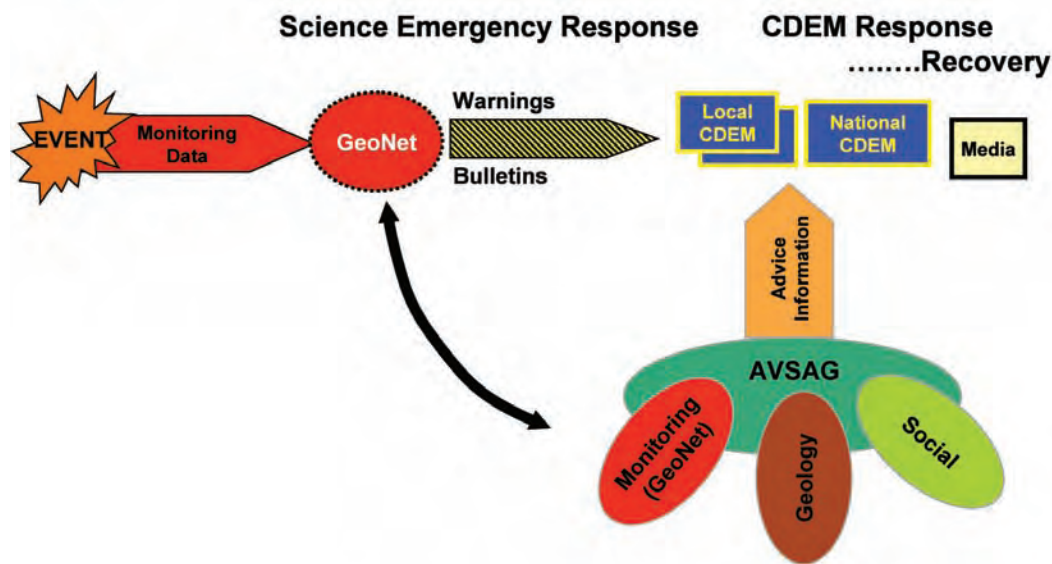 Science Emergency Response
CDEM Response
........Recovery
EVENT
Monitoring
Data
GeoNet
Warnings
Bulletins
Local
CDEM
National
CDEM
Media
Advice
Information
AVSAG
Monitoring
(GeoNet)
Geology
Social